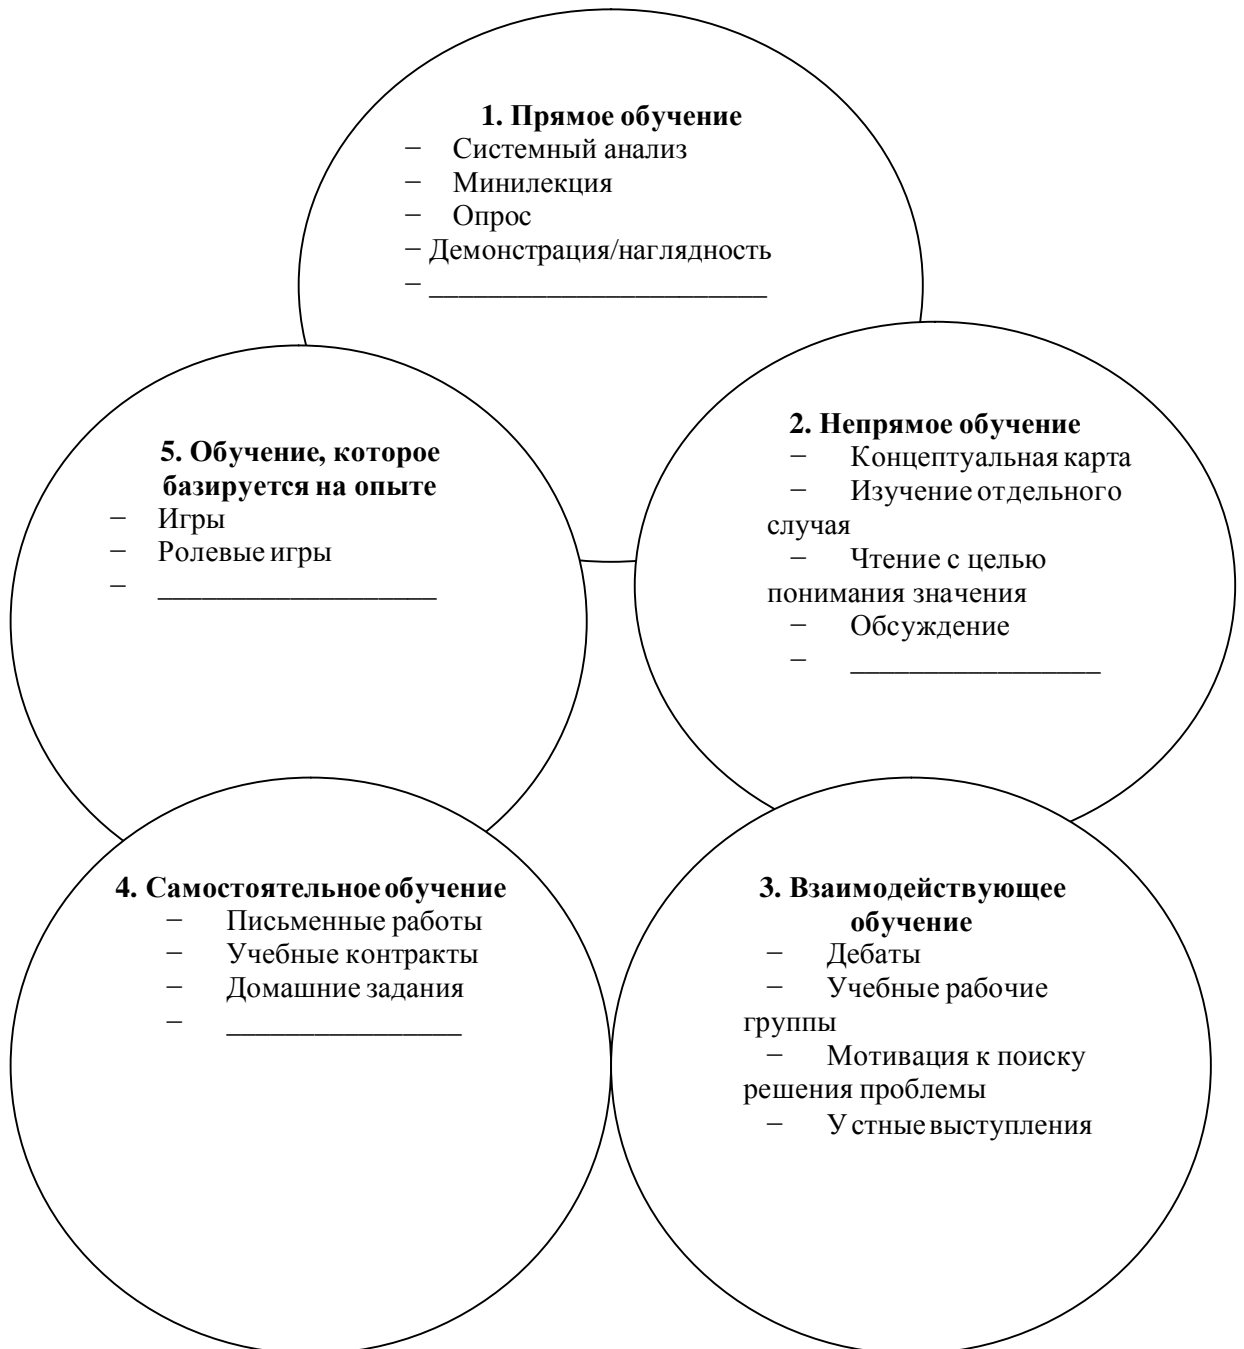 1. Прямое обучение
− Системный анализ
− Минилекция
− Опрос
− Демонстрация/наглядность
− _______________________
2. Непрямое обучение
− Концептуальная карта
− Изучение отдельного
случая
− Чтение с целью
понимания значения
− Обсуждение
− _________________
3. Взаимодействующее
обучение
− Дебаты
− Учебные рабочие
группы
− Мотивация к поиску
решения проблемы
− Устные выступления
4. Самостоятельное обучение
− Письменные работы
− Учебные контракты
− Домашние задания
− ________________
5. Обучение, которое
базируется на опыте
− Игры
− Ролевые игры
− ___________________